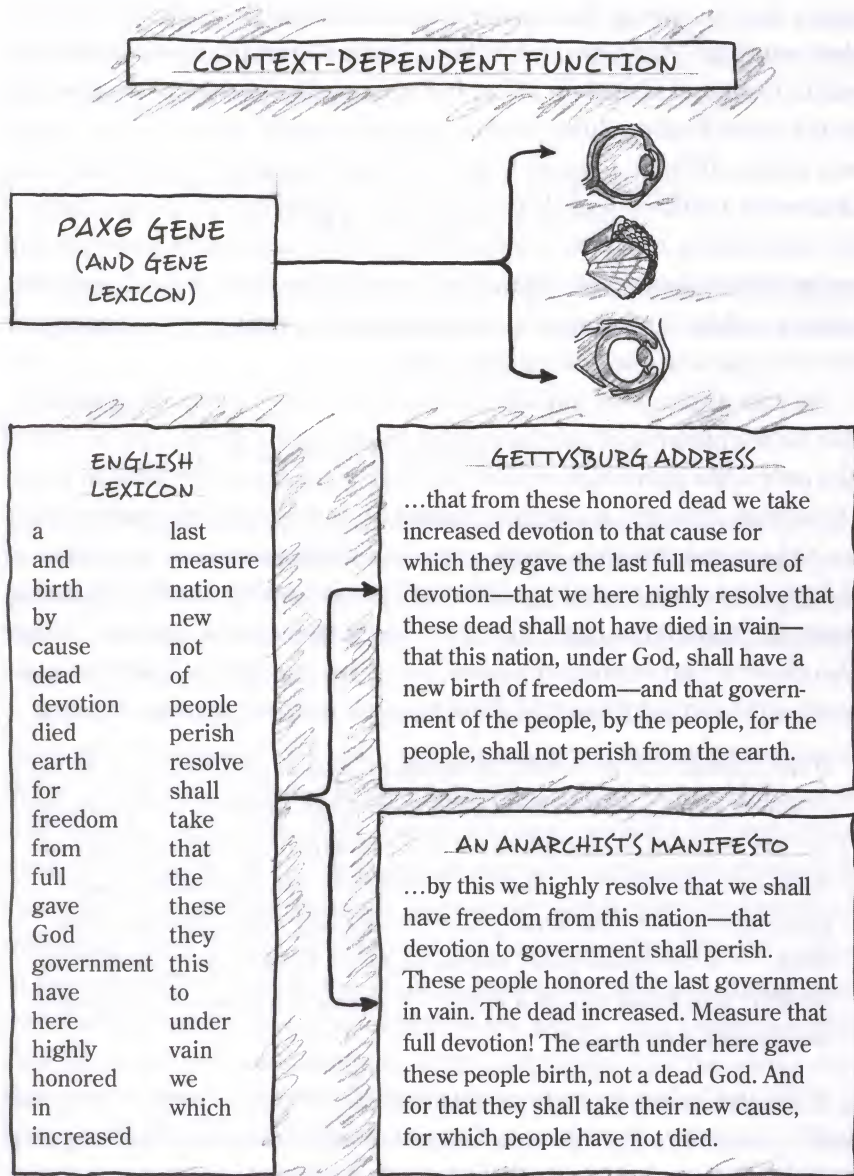 CONTEXT-DEPENDENT FUNCTION
PAX6 GENE
(AND GENE
LEXICON)
ENGLISH
LEXICON
a last
and measure
birth nation
by new
cause not
dead of
devotion people
died perish
earth resolve
for shall
freedom take
from that
full the
gave these
God they
government this
have to
here under
highly vain
honored we
in which
increased
GETTYSBURG ADDRESS
…that from these honored dead we take
increased devotion to that cause for
which they gave the last full measure of
devotion—that we here highly resolve that
these dead shall not have died in vain—
that this nation, under God, shall have a
new birth of freedom—and that govern-
ment of the people, by the people, for the
people, shall not perish from the earth.
AN ANARCHIST'S MANIFESTO
…by this we highly resolve that we shall
have freedom from this nation—that
devotion to government shall perish.
These people honored the last government
in vain. The dead increased. Measure that
full devotion! The earth under here gave
these people birth, not a dead God. And
for that they shall take their new cause,
for which people have not died.